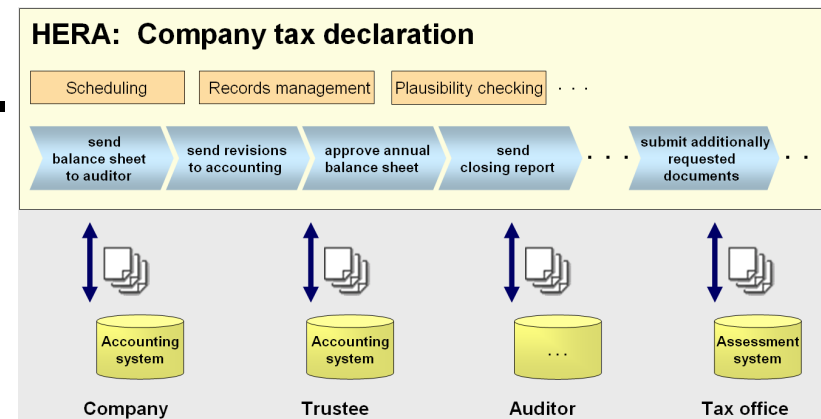 HERA:  Company tax declaration
Scheduling
Records management
Plausibility checking
. . .
send
balance sheet
to auditor
send revisions
to accounting
approve annual
balance sheet
send
closing report
. . .
submit additionally
requested
documents
. .
Accounting
system
Accounting
system
. . .
Assessment
system
Company
Trustee
Auditor
Tax office